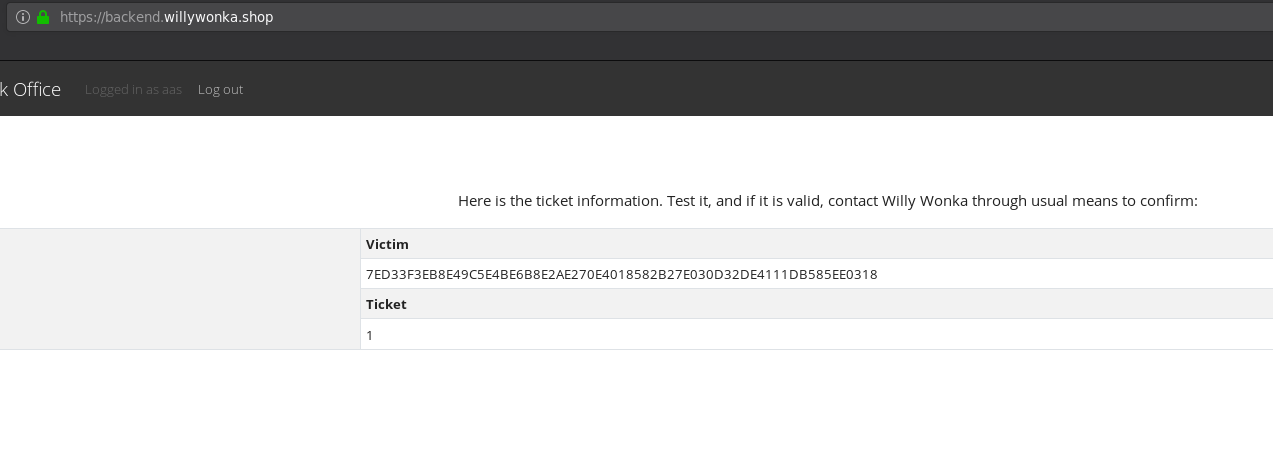 https://backend.willywonka.shop
k Office Logged in as aas Log out
Here is the ticket information. Test it, and if it is valid, contact Willy Wonka through usual means to confirm:
Victim
7ED33F3EB8E49C5E4BE6B8E2AE270E4018582B27E030D32DE4111DB585EE0318
Ticket
1